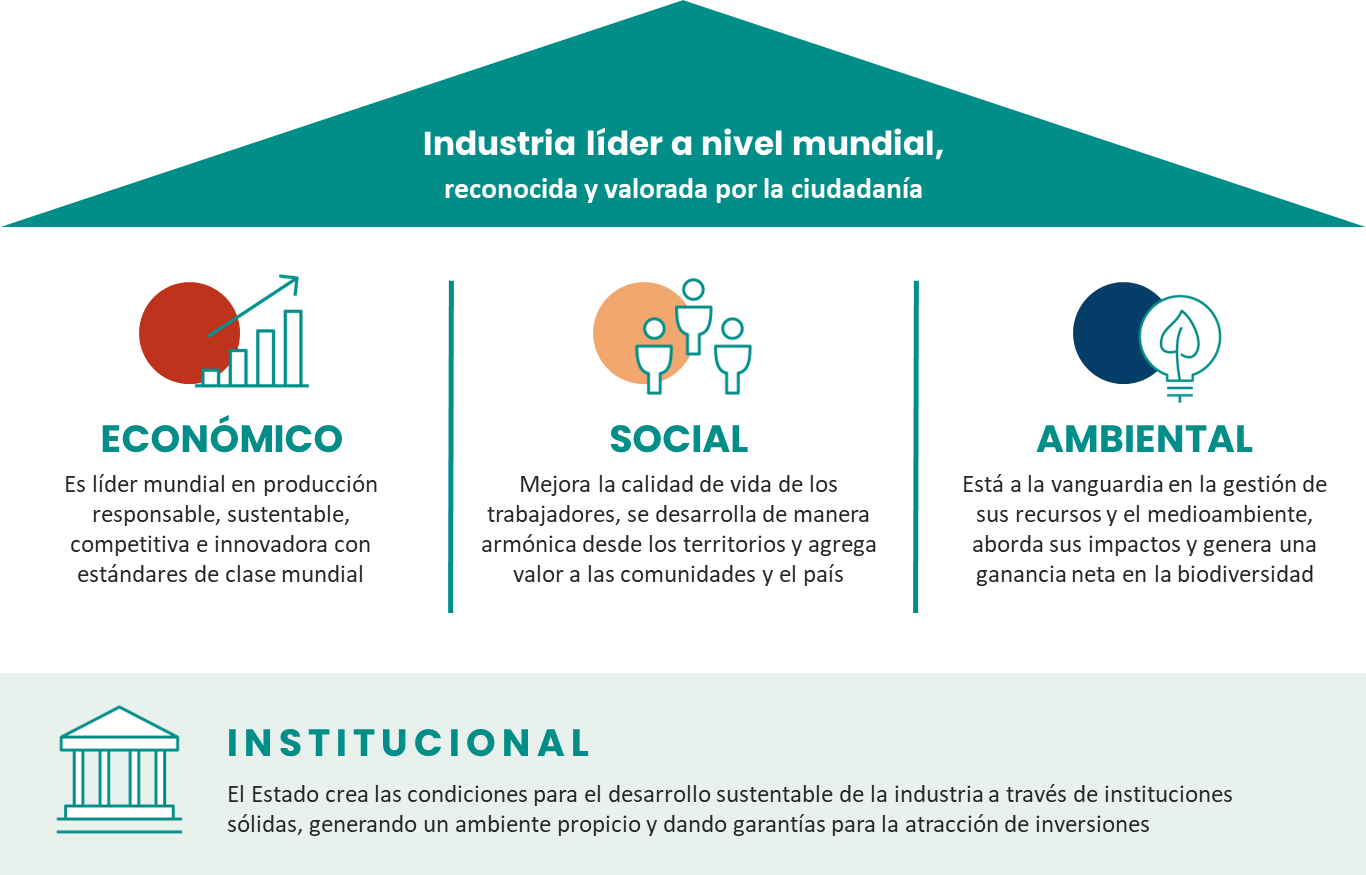 Industria líder a nivel mundial,
reconocida y valorada por la ciudadanía
ECONÓMICO
Es líder mundial en producción
responsable, sustentable,
competitiva e innovadora con
estándares de clase mundial
SOCIAL
Mejora la calidad de vida de los
trabajadores, se desarrolla de manera
armónica desde los territorios y agrega
valor a las comunidades y el país
AMBIENTAL
Está a la vanguardia en la gestión de
sus recursos y el medioambiente,
aborda sus impactos y genera una
ganancia neta en la biodiversidad
INSTITUCIONAL
El Estado crea las condiciones para el desarrollo sustentable de la industria a través de instituciones
sólidas, generando un ambiente propicio y dando garantías para la atracción de inversiones